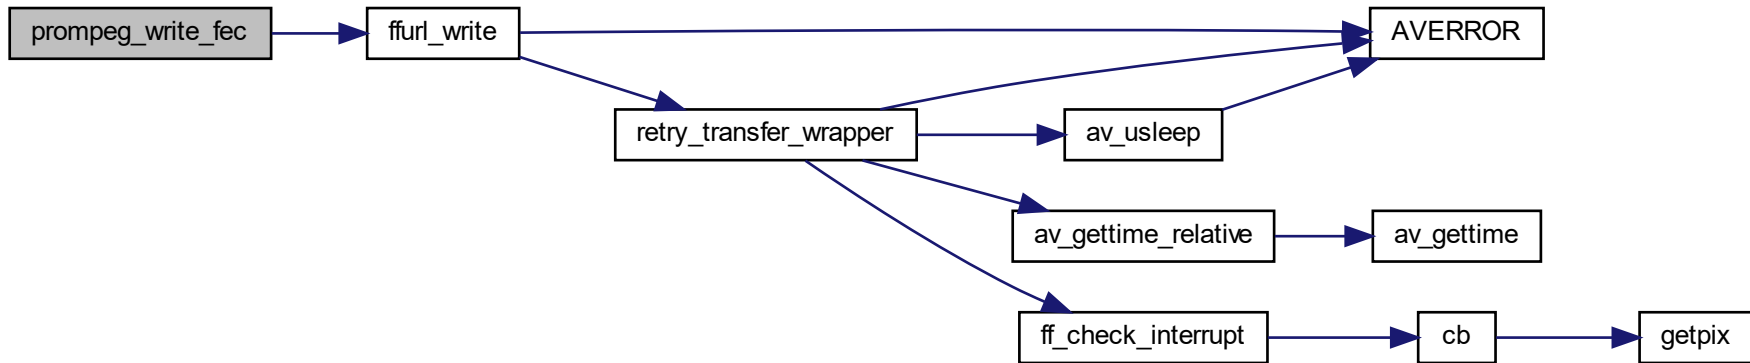 prompeg_write_fec
ffurl_write
AVERROR
retry_transfer_wrapper
av_usleep
av_gettime_relative
av_gettime
ff_check_interrupt
cb
getpix